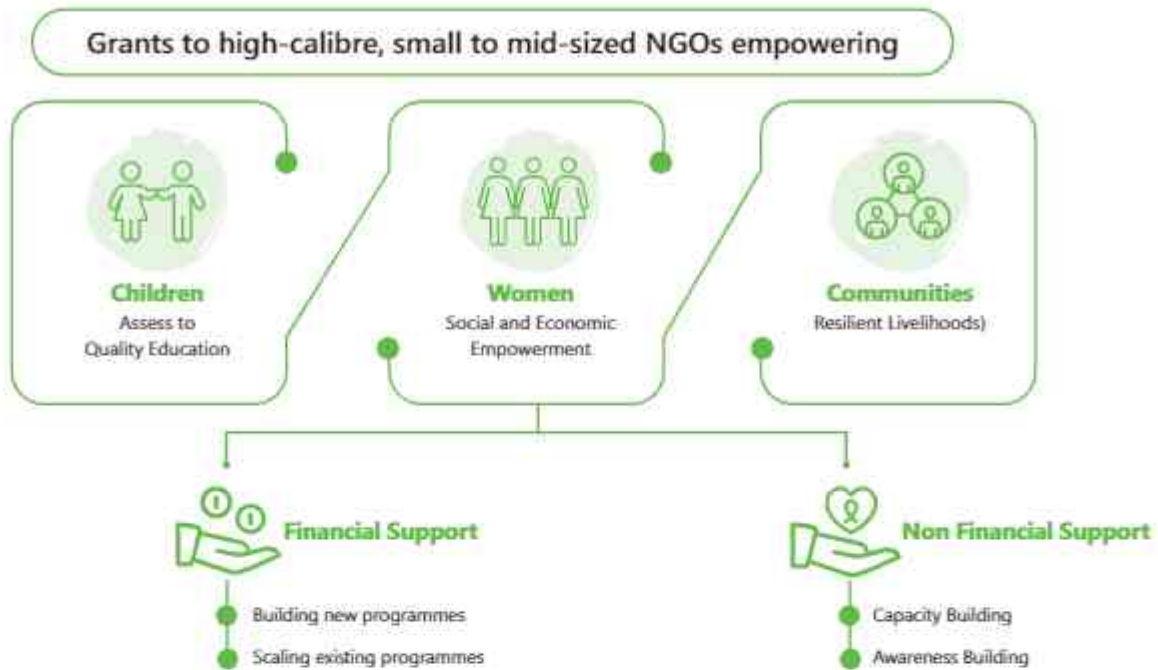 Grants to high-calibre, small to mid-sized NGOs empowering
Children
Assess to
Quality Education
Women
Social and Economic
Empowerment
Communities
Resilient Livelihoods)
Financial Support
Building new programmes
Scaling existing programmes
Non Financial Support
Capacity Building
Awareness Building